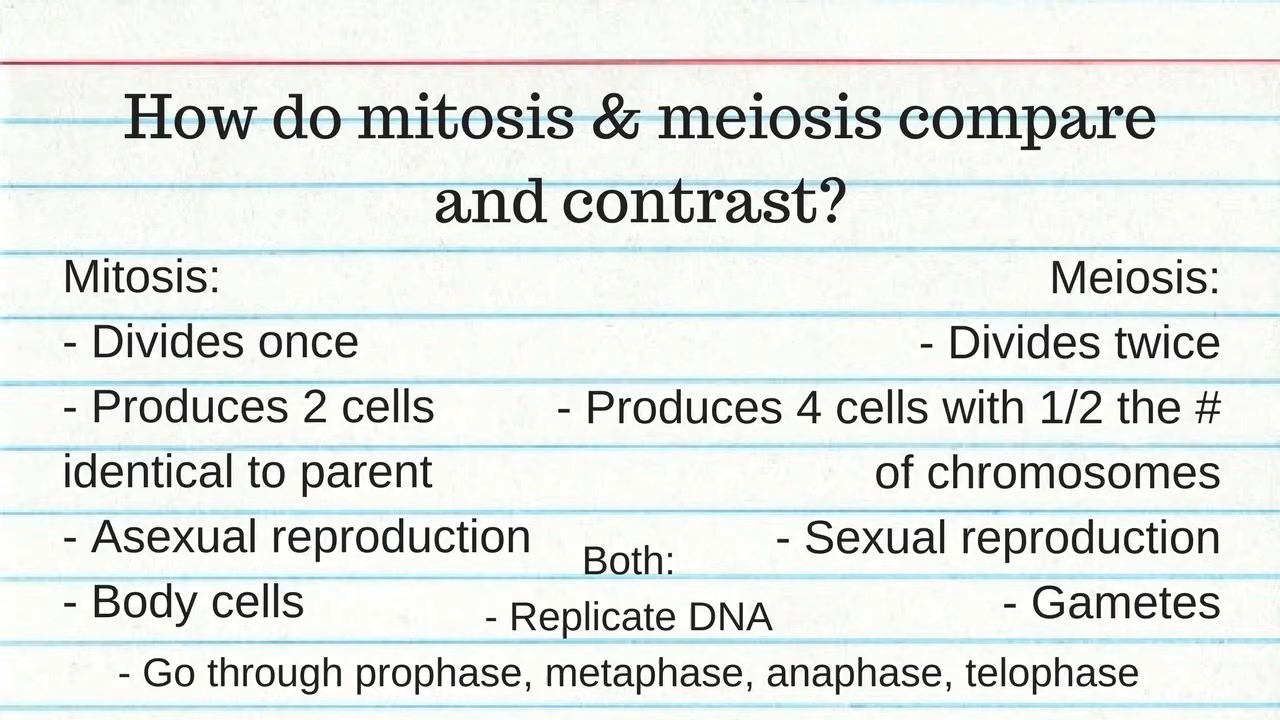 How do mitosis & meiosis compare
and contrast?
Mitosis:
- Divides once
- Produces 2 cells
identical to parent
- Asexual reproduction
- Body cells
Meiosis:
- Divides twice
- Produces 4 cells with 1/2 the #
of chromosomes
- Sexual reproduction
- Gametes
Both:
- Replicate DNA
- Go through prophase, metaphase, anaphase, telophase